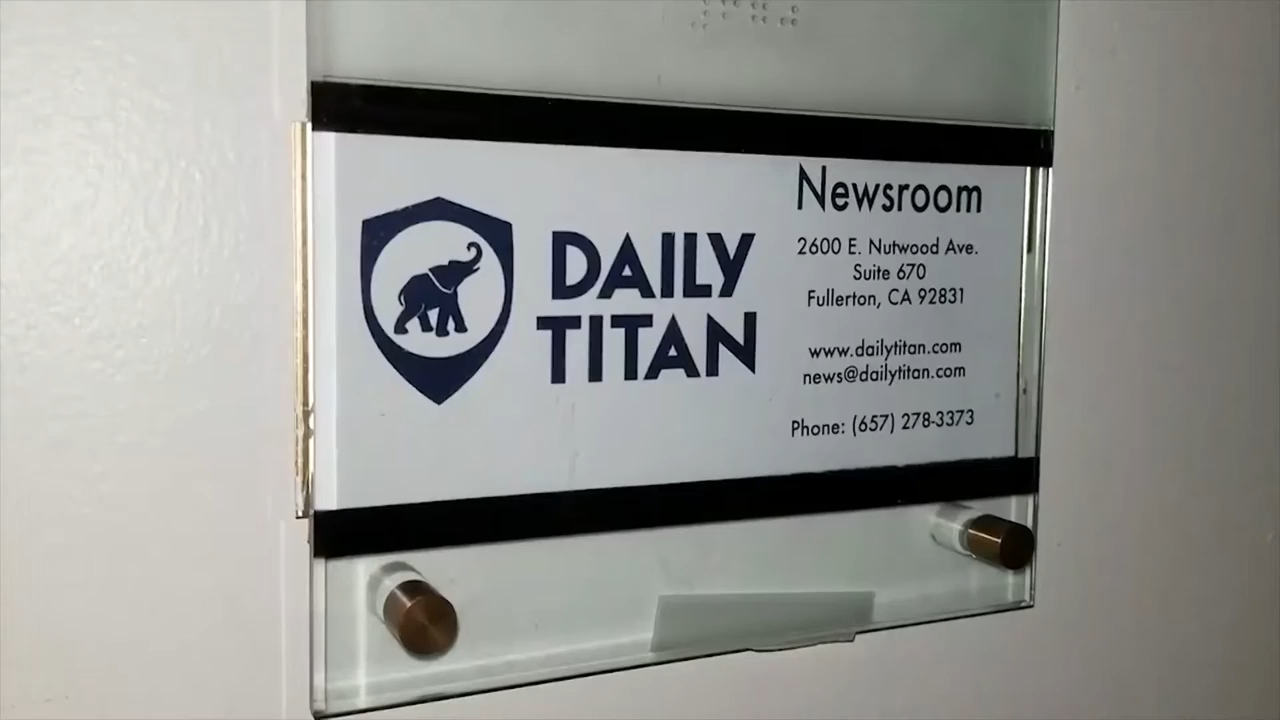 DAILY
TITAN
Newsroom
2600 E. Nutwood Ave.
Suite 670
Fullerton, CA 92831
www.dailytitan.com
news@dailytitan.com
Phone: (657) 278-3373